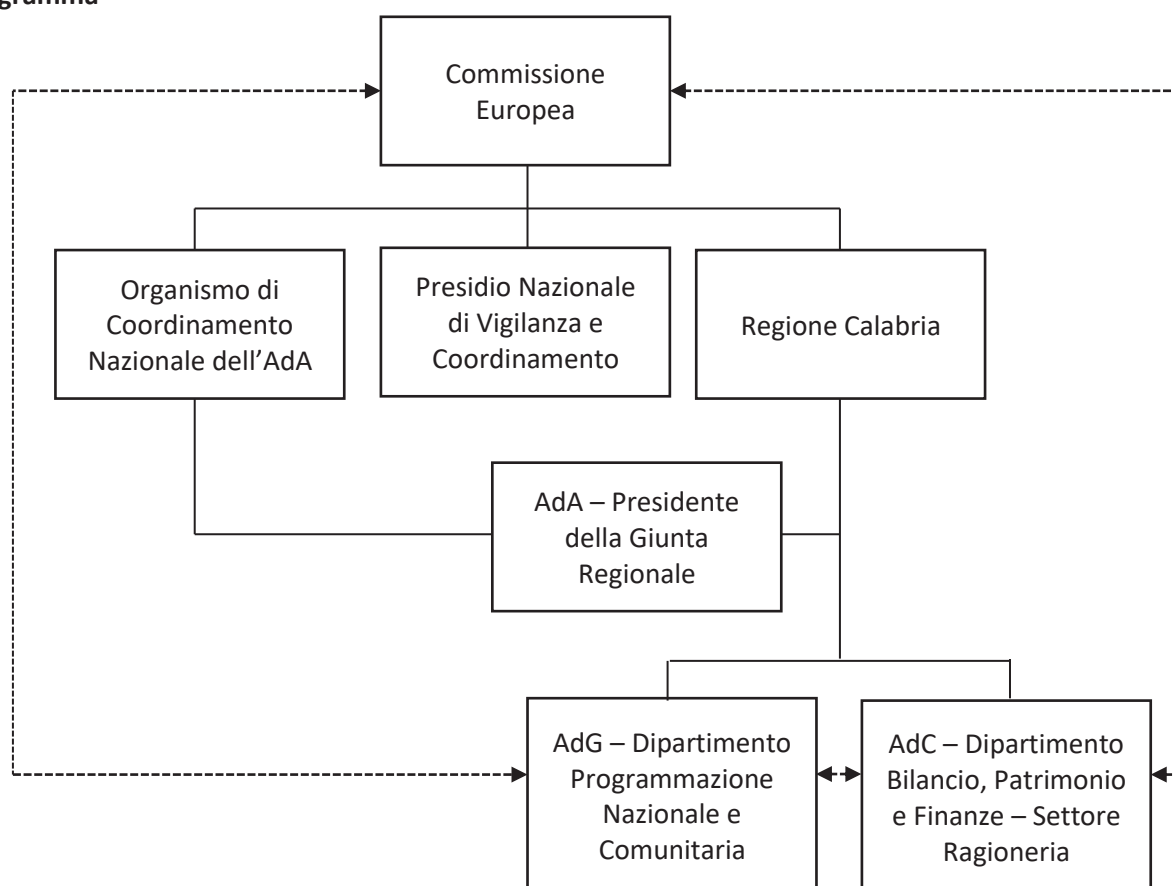 gramma
Commissione
Europea
Organismo di
Coordinamento
Nazionale dell’AdA
Presidio Nazionale
di Vigilanza e
Coordinamento
Regione Calabria
AdA – Presidente
della Giunta
Regionale
AdG – Dipartimento
Programmazione
Nazionale e
Comunitaria
AdC – Dipartimento
Bilancio, Patrimonio
e Finanze – Settore
Ragioneria